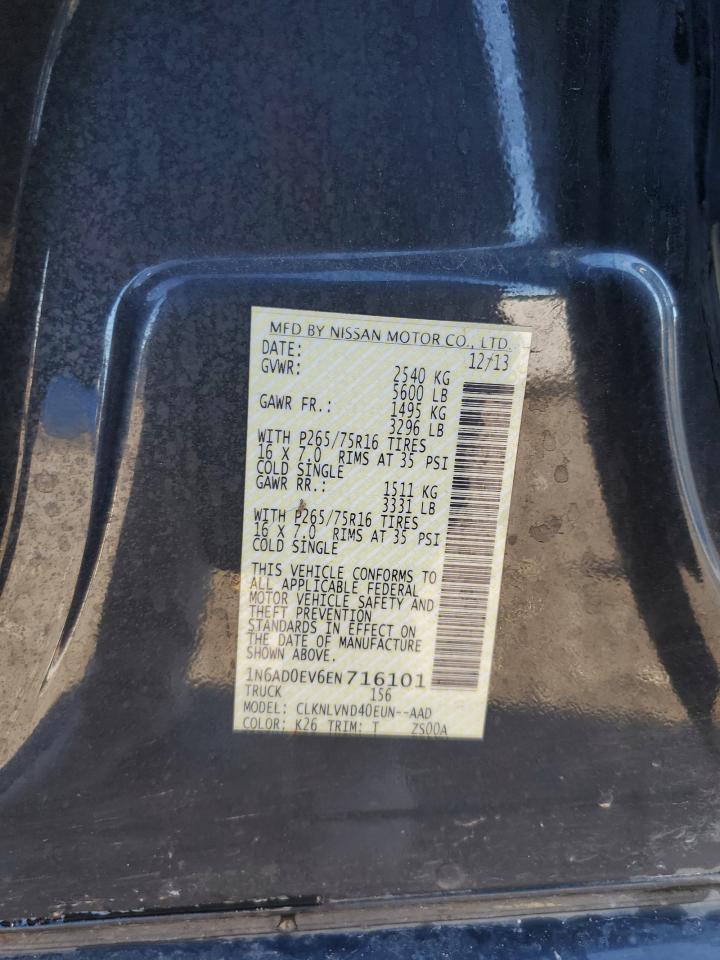 MFD BY NISSAN MOTOR CO., LTD.
DATE: 12/13
GVWR: 2540 KG
5600 LB
GAWR FR.: 1495 KG
3296 LB
WITH P265/75R16 TIRES
16 X 7.0 RIMS AT 35 PSI
COLD SINGLE
GAWR RR.: 1511 KG
3331 LB
WITH P265/75R16 TIRES
16 X 7.0 RIMS AT 35 PSI
COLD SINGLE
THIS VEHICLE CONFORMS TO
ALL APPLICABLE FEDERAL
MOTOR VEHICLE SAFETY AND
THEFT PREVENTION
STANDARDS IN EFFECT ON
THE DATE OF MANUFACTURE
SHOWN ABOVE.
1N6AD0EV6EN716101
TRUCK 156
MODEL: CLKNLVND40EUN--AAD
COLOR: K26 TRIM: T ZS00A